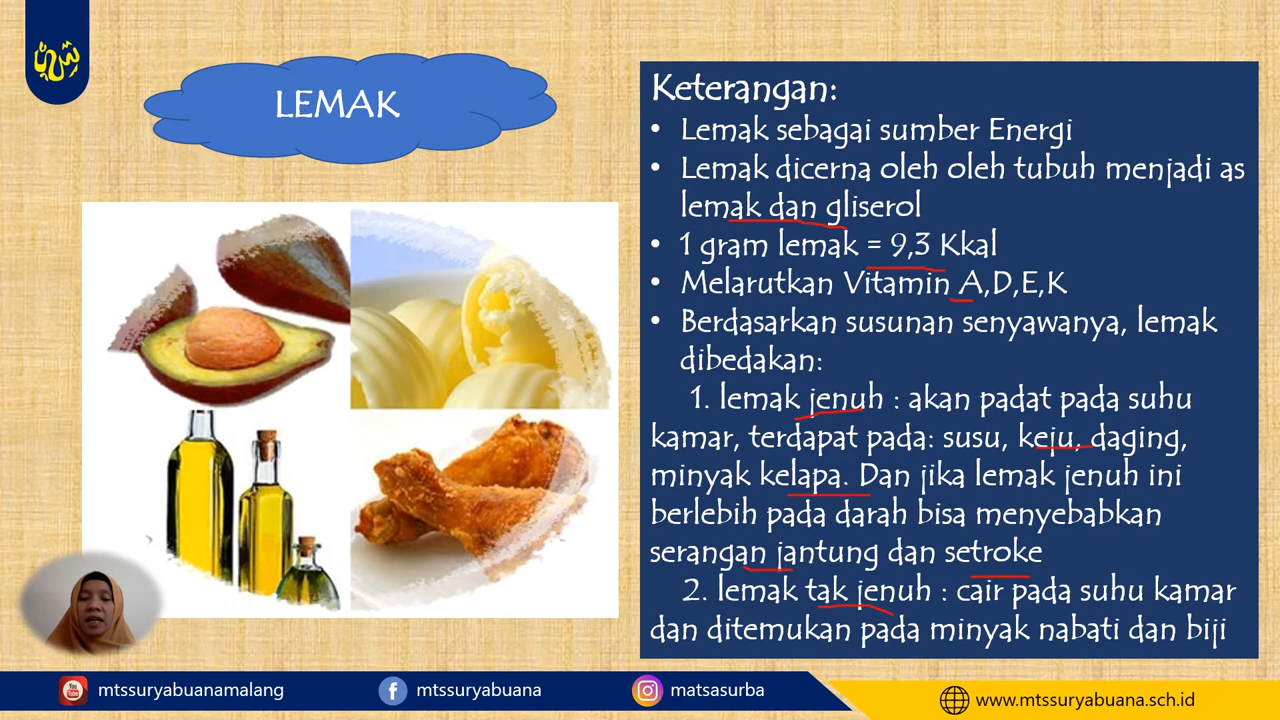 LEMAK
Keterangan:
• Lemak sebagai sumber Energi
• Lemak dicerna oleh oleh tubuh menjadi as
lemak dan gliserol
• 1 gram lemak = 9,3 Kkal
• Melarutkan Vitamin A,D,E,K
• Berdasarkan susunan senyawanya, lemak
dibedakan:
1. lemak jenuh : akan padat pada suhu
kamar, terdapat pada: susu, keju, daging,
minyak kelapa. Dan jika lemak jenuh ini
berlebih pada darah bisa menyebabkan
serangan jantung dan setroke
2. lemak tak jenuh : cair pada suhu kamar
dan ditemukan pada minyak nabati dan biji
mtssuryabuanamalang
mtssuryabuana
matsasurba
www.mtssuryabuana.sch.id